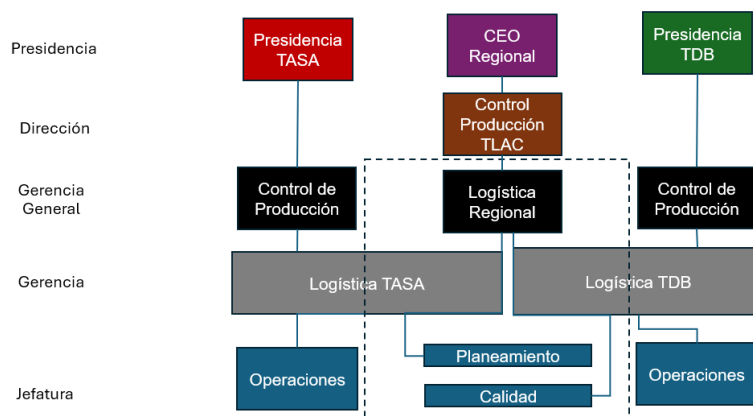 Presidencia
Presidencia
TASA
CEO
Regional
Presidencia
TDB
Dirección
Control
Producción
TLAC
Gerencia
General
Control de
Producción
Logística
Regional
Control de
Producción
Gerencia
Logística TASA
Logística TDB
Jefatura
Operaciones
Planeamiento
Calidad
Operaciones